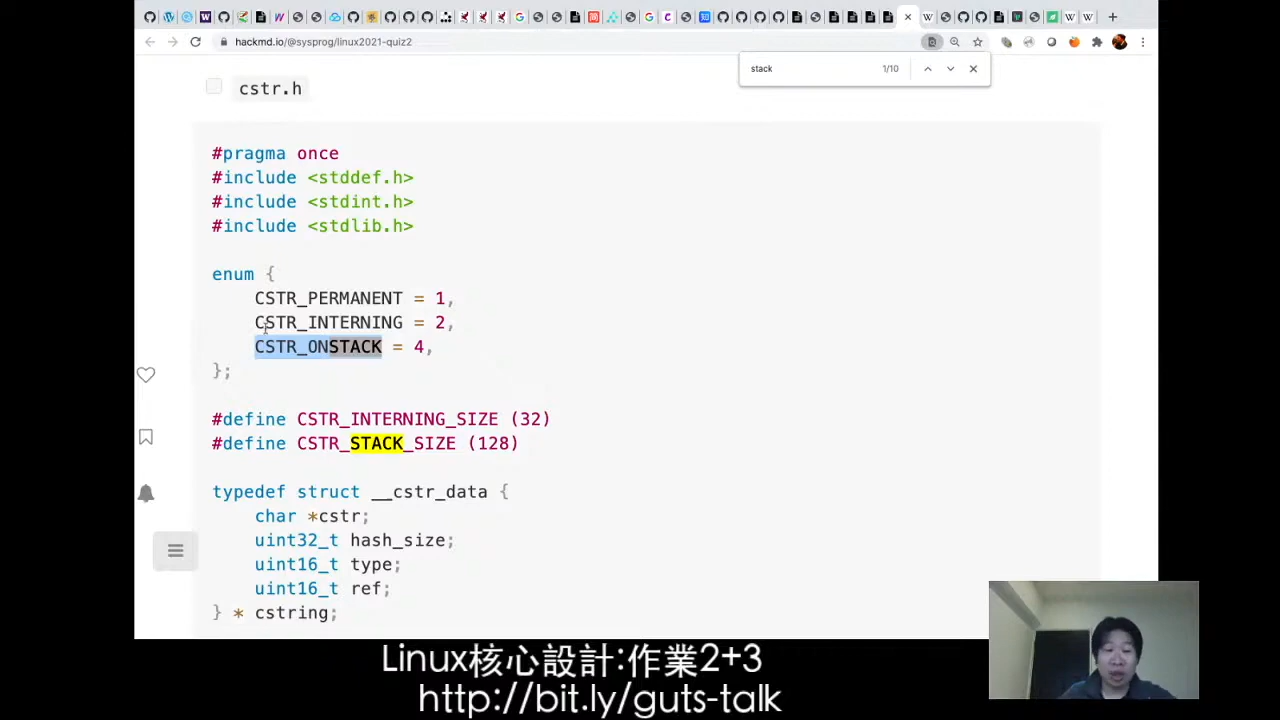 hackmd.io/@sysprog/linux2021-quiz2
stack 1/10
cstr.h
#pragma once
#include <stddef.h>
#include <stdint.h>
#include <stdlib.h>
enum {
CSTR_PERMANENT = 1,
CSTR_INTERNING = 2,
CSTR_ONSTACK = 4,
};
#define CSTR_INTERNING_SIZE (32)
#define CSTR_STACK_SIZE (128)
typedef struct __cstr_data {
char *cstr;
uint32_t hash_size;
uint16_t type;
uint16_t ref;
} * cstring;
Linux核心設計:作業2+3
http://bit.ly/guts-talk